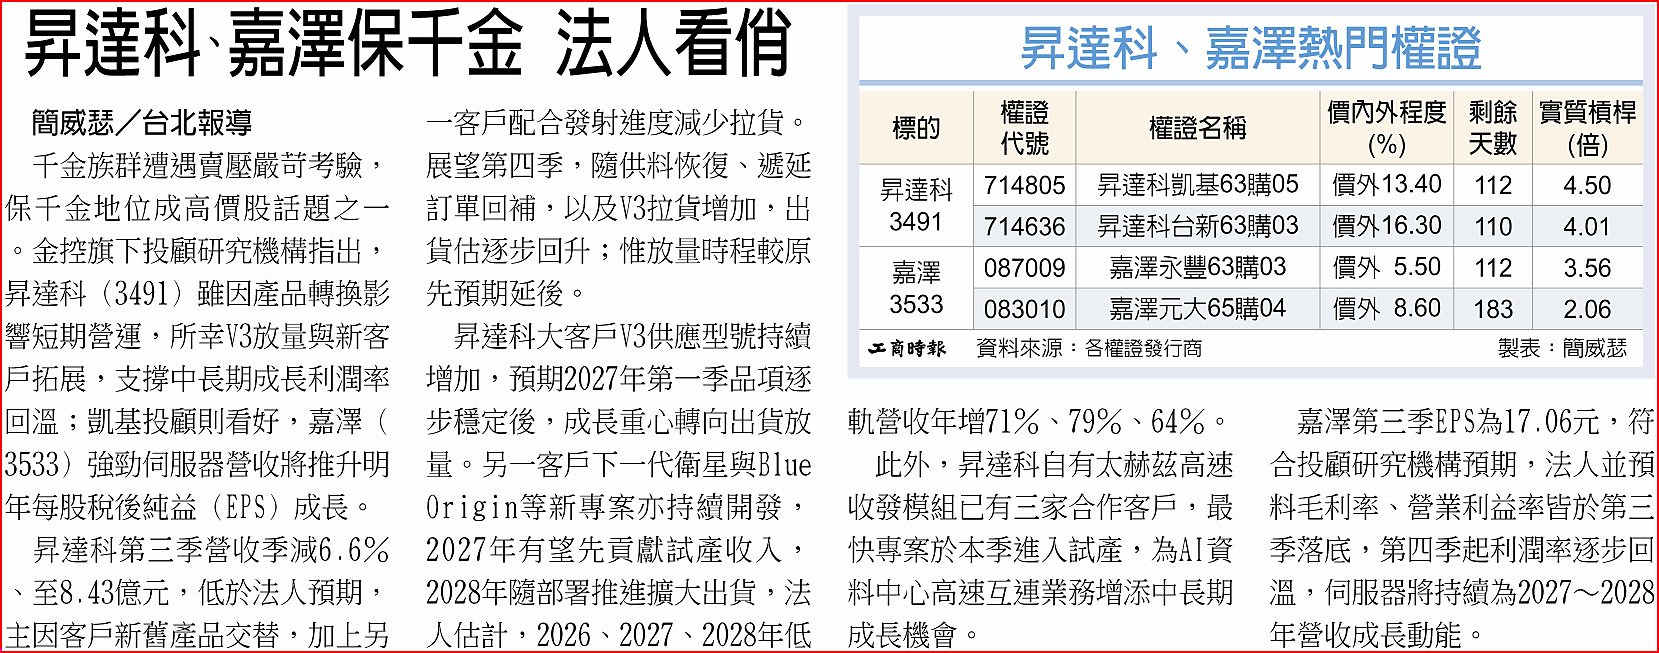 昇達科、嘉澤保千金 法人看俏
簡威瑟／台北報導
千金族群遭遇賣壓嚴苛考驗，
保千金地位成高價股話題之一
。金控旗下投顧研究機構指出，
昇達科（3491）雖因產品轉換影
響短期營運，所幸V3放量與新客
戶拓展，支撐中長期成長利潤率
回溫；凱基投顧則看好，嘉澤（
3533）強勁伺服器營收將推升明
年每股稅後純益（EPS）成長。
昇達科第三季營收季減6.6%
、至8.43億元，低於法人預期，
主因客戶新舊產品交替，加上另
一客戶配合發射進度減少拉貨。
展望第四季，隨供料恢復、遞延
訂單回補，以及V3拉貨增加，出
貨估逐步回升；惟放量時程較原
先預期延後。
昇達科大客戶V3供應型號持續
增加，預期2027年第一季品項逐
步穩定後，成長重心轉向出貨放
量。另一客戶下一代衛星與Blue
Origin等新專案亦持續開發，
2027年有望先貢獻試產收入，
2028年隨部署推進擴大出貨，法
人估計，2026、2027、2028年低
軌營收年增71%、79%、64%。
此外，昇達科自有太赫茲高速
收發模組已有三家合作客戶，最
快專案於本季進入試產，為AI資
料中心高速互連業務增添中長期
成長機會。
嘉澤第三季EPS為17.06元，符
合投顧研究機構預期，法人並預
料毛利率、營業利益率皆於第三
季落底，第四季起利潤率逐步回
溫，伺服器將持續為2027～2028
年營收成長動能。
昇達科、嘉澤熱門權證
標的 權證代號 權證名稱 價內外程度(%) 剩餘天數 實質槓桿(倍)
昇達科 3491 714805 昇達科凱基63購05 價外13.40 112 4.50
714636 昇達科台新63購03 價外16.30 110 4.01
嘉澤 3533 087009 嘉澤永豐63購03 價外 5.50 112 3.56
083010 嘉澤元大65購04 價外 8.60 183 2.06
工商時報 資料來源：各權證發行商 製表：簡威瑟